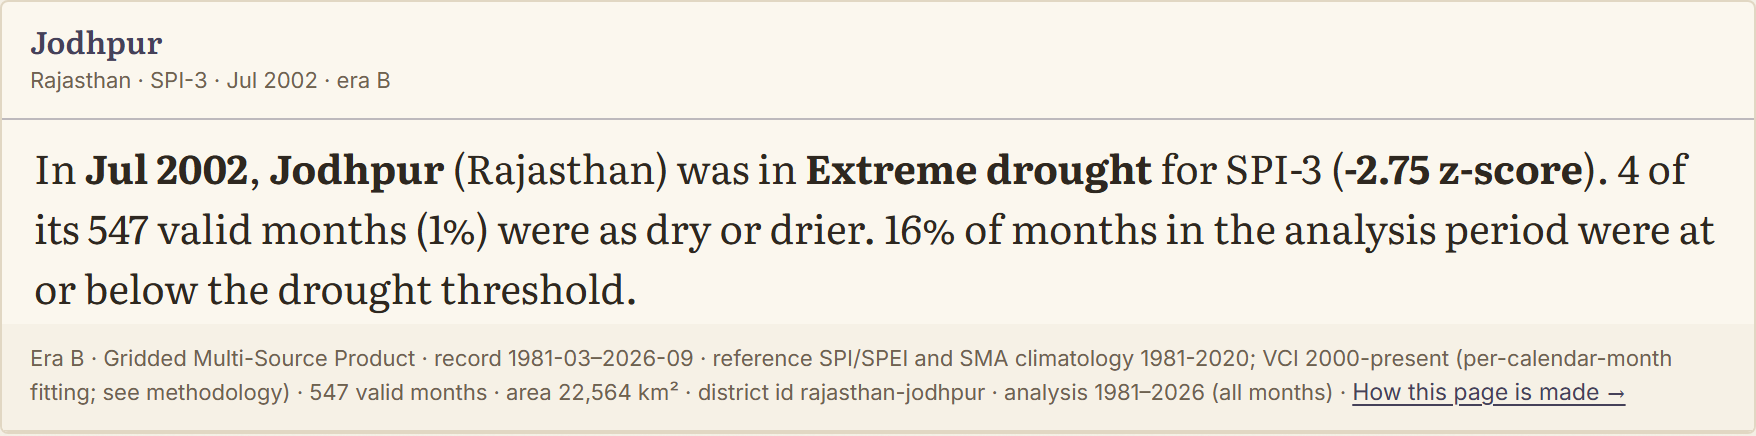 Jodhpur
Rajasthan · SPI-3 · Jul 2002 · era B
In Jul 2002, Jodhpur (Rajasthan) was in Extreme drought for SPI-3 (-2.75 z-score). 4 of
its 547 valid months (1%) were as dry or drier. 16% of months in the analysis period were at
or below the drought threshold.
Era B · Gridded Multi-Source Product · record 1981-03–2026-09 · reference SPI/SPEI and SMA climatology 1981-2020; VCI 2000-present (per-calendar-month
fitting; see methodology) · 547 valid months · area 22,564 km² · district id rajasthan-jodhpur · analysis 1981–2026 (all months) · How this page is made →